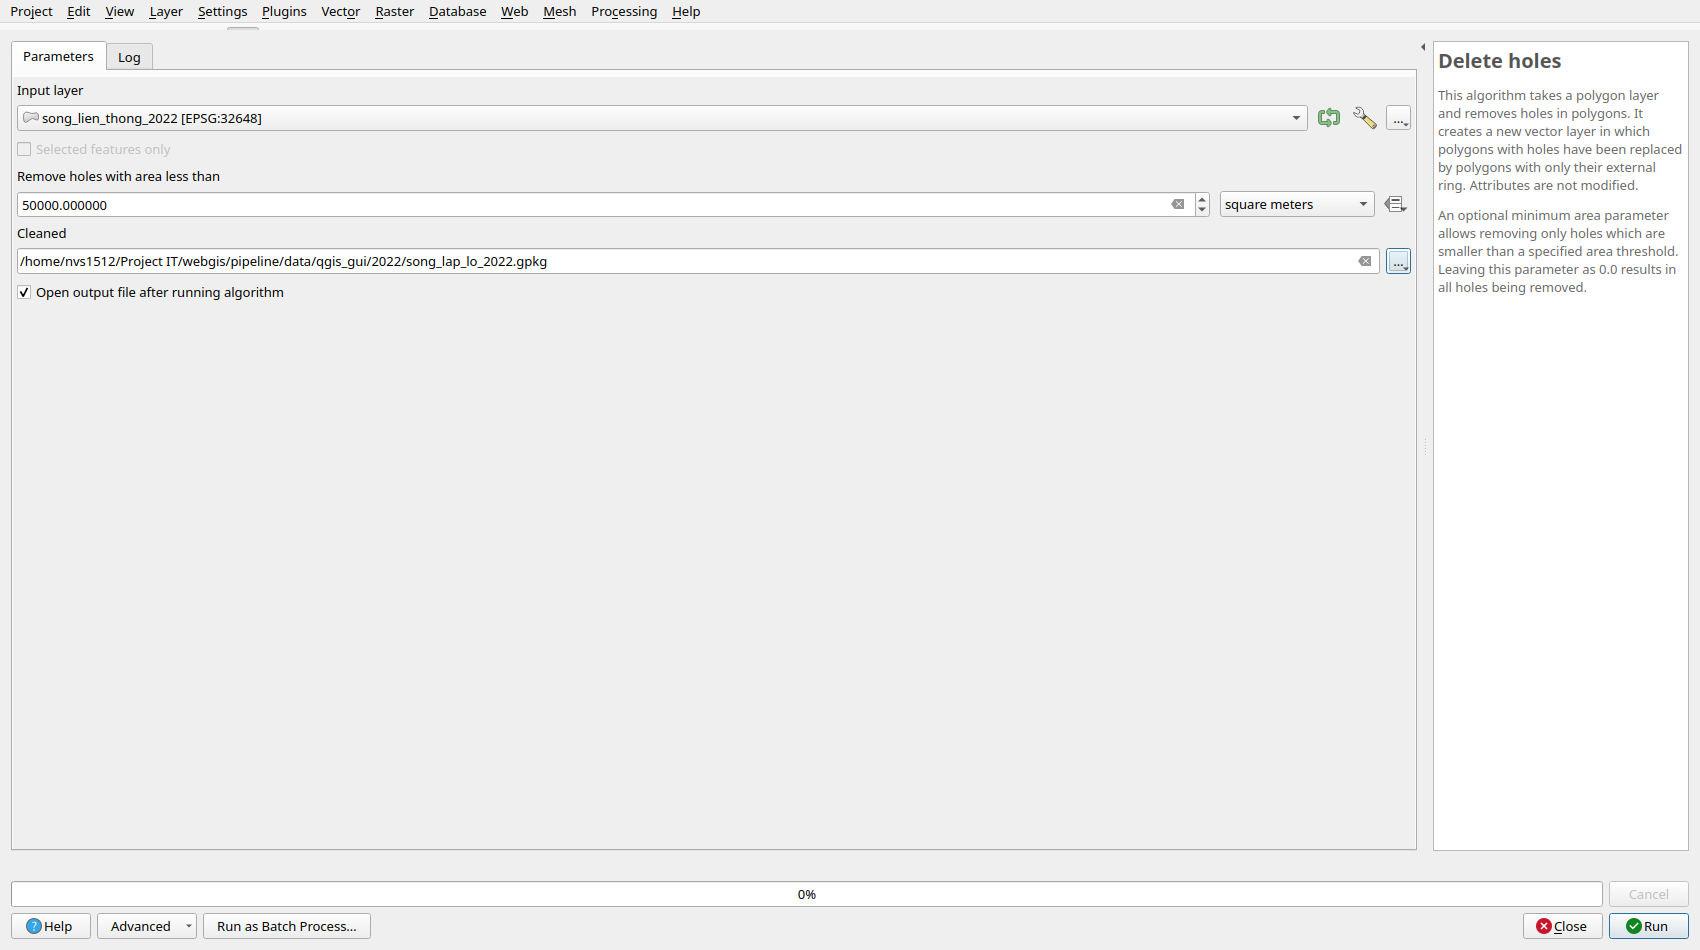 Project Edit View Layer Settings Plugins Vector Raster Database Web Mesh Processing Help
Parameters Log
Input layer
song_lien_thong_2022 [EPSG:32648]
...
Selected features only
Remove holes with area less than
50000.000000
square meters
Cleaned
/home/nvs1512/Project IT/webgis/pipeline/data/qgis_gui/2022/song_lap_lo_2022.gpkg
...
Open output file after running algorithm
Delete holes
This algorithm takes a polygon layer
and removes holes in polygons. It
creates a new vector layer in which
polygons with holes have been replaced
by polygons with only their external
ring. Attributes are not modified.
An optional minimum area parameter
allows removing only holes which are
smaller than a specified area threshold.
Leaving this parameter as 0.0 results in
all holes being removed.
0%
Cancel
? Help
Advanced
Run as Batch Process...
Close
Run